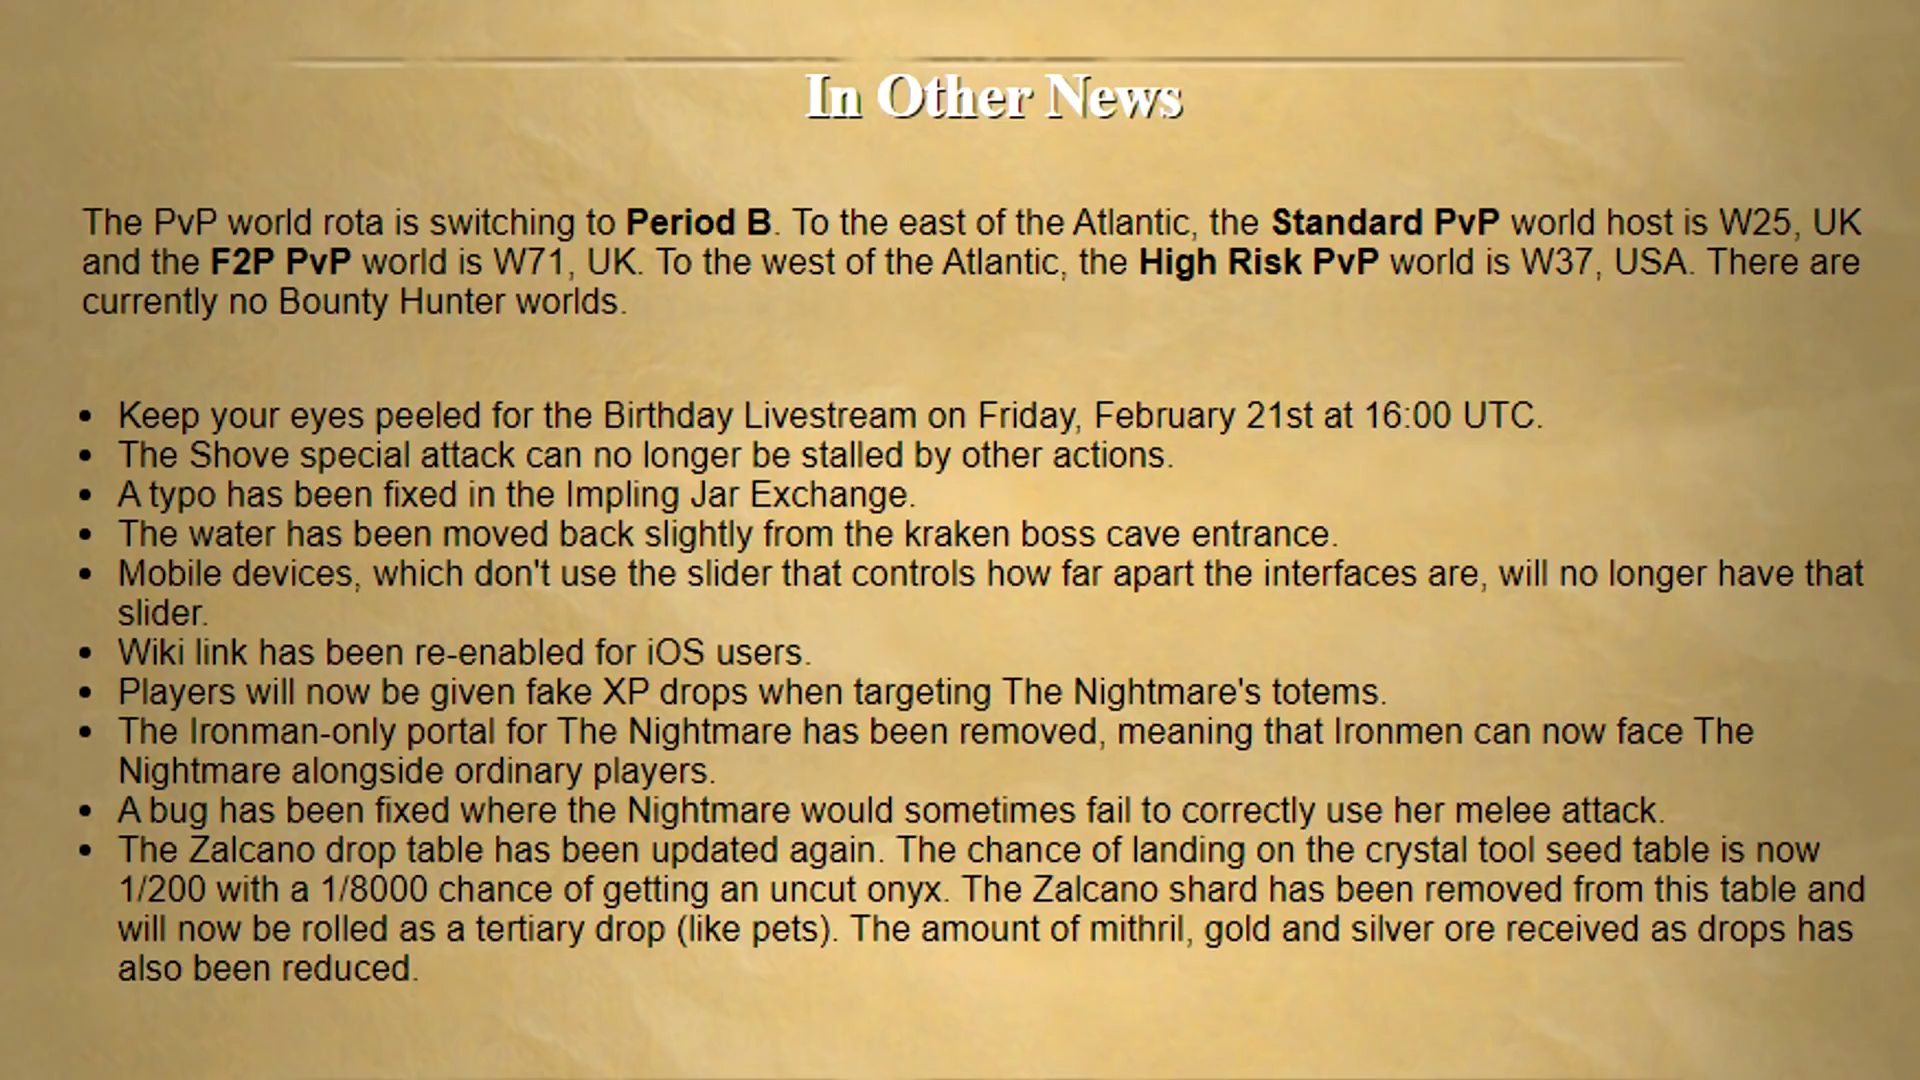 In Other News
The PvP world rota is switching to Period B. To the east of the Atlantic, the Standard PvP world host is W25, UK
and the F2P PvP world is W71, UK. To the west of the Atlantic, the High Risk PvP world is W37, USA. There are
currently no Bounty Hunter worlds.
• Keep your eyes peeled for the Birthday Livestream on Friday, February 21st at 16:00 UTC.
• The Shove special attack can no longer be stalled by other actions.
• A typo has been fixed in the Impling Jar Exchange.
• The water has been moved back slightly from the kraken boss cave entrance.
• Mobile devices, which don't use the slider that controls how far apart the interfaces are, will no longer have that
slider.
• Wiki link has been re-enabled for iOS users.
• Players will now be given fake XP drops when targeting The Nightmare's totems.
• The Ironman-only portal for The Nightmare has been removed, meaning that Ironmen can now face The
Nightmare alongside ordinary players.
• A bug has been fixed where the Nightmare would sometimes fail to correctly use her melee attack.
• The Zalcano drop table has been updated again. The chance of landing on the crystal tool seed table is now
1/200 with a 1/8000 chance of getting an uncut onyx. The Zalcano shard has been removed from this table and
will now be rolled as a tertiary drop (like pets). The amount of mithril, gold and silver ore received as drops has
also been reduced.